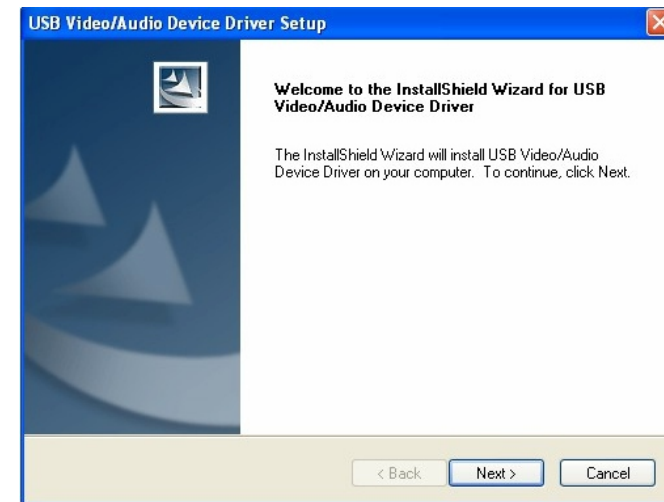 USB Video/Audio Device Driver Setup
Welcome to the InstallShield Wizard for USB
Video/Audio Device Driver
The InstallShield Wizard will install USB Video/Audio
Device Driver on your computer.  To continue, click Next.
< Back
Next >
Cancel